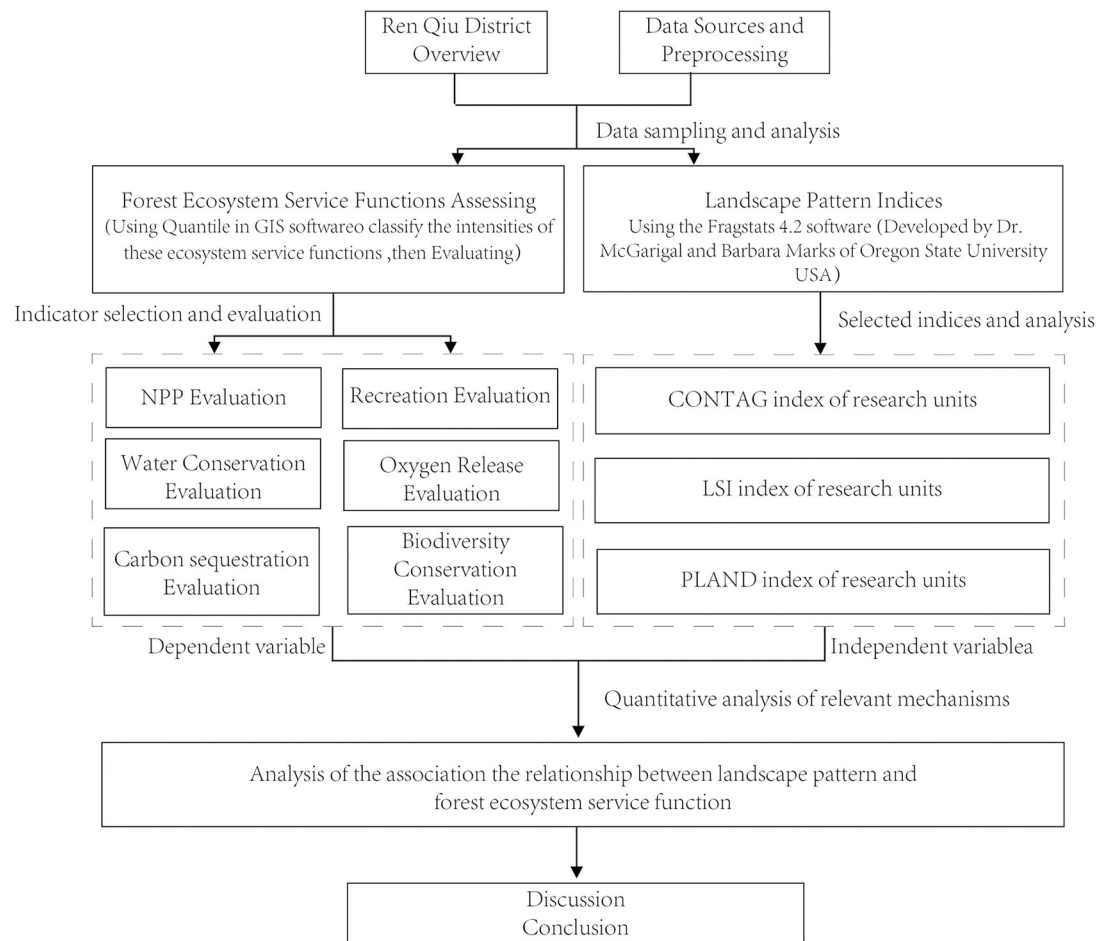 Ren Qiu District
Overview
Data Sources and
Preprocessing
Data sampling and analysis
Forest Ecosystem Service Functions Assessing
(Using Quantile in GIS softwareo classify the intensities of
these ecosystem service functions ,then Evaluating)
Landscape Pattern Indices
Using the Fragstats 4.2 software (Developed by Dr.
McGarigal and Barbara Marks of Oregon State University
USA)
Indicator selection and evaluation
Selected indices and analysis
NPP Evaluation
Recreation Evaluation
Water Conservation
Evaluation
Oxygen Release
Evaluation
Carbon sequestration
Evaluation
Biodiversity
Conservation
Evaluation
CONTAG index of research units
LSI index of research units
PLAND index of research units
Dependent variable
Independent variablea
Quantitative analysis of relevant mechanisms
Analysis of the association the relationship between landscape pattern and
forest ecosystem service function
Discussion
Conclusion